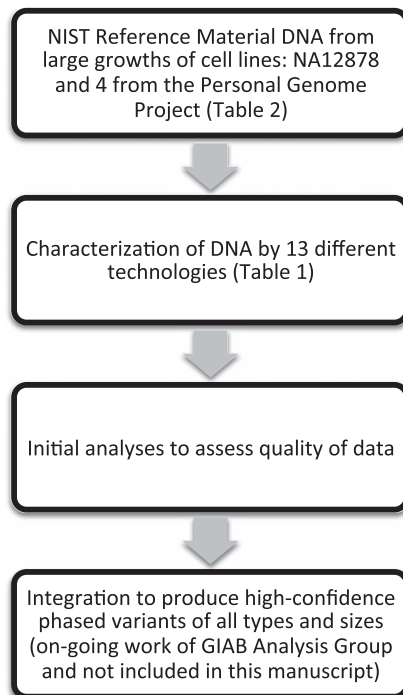 NIST Reference Material DNA from
large growths of cell lines: NA12878
and 4 from the Personal Genome
Project (Table 2)
Characterization of DNA by 13 different
technologies (Table 1)
Initial analyses to assess quality of data
Integration to produce high-confidence
phased variants of all types and sizes
(on-going work of GIAB Analysis Group
and not included in this manuscript)